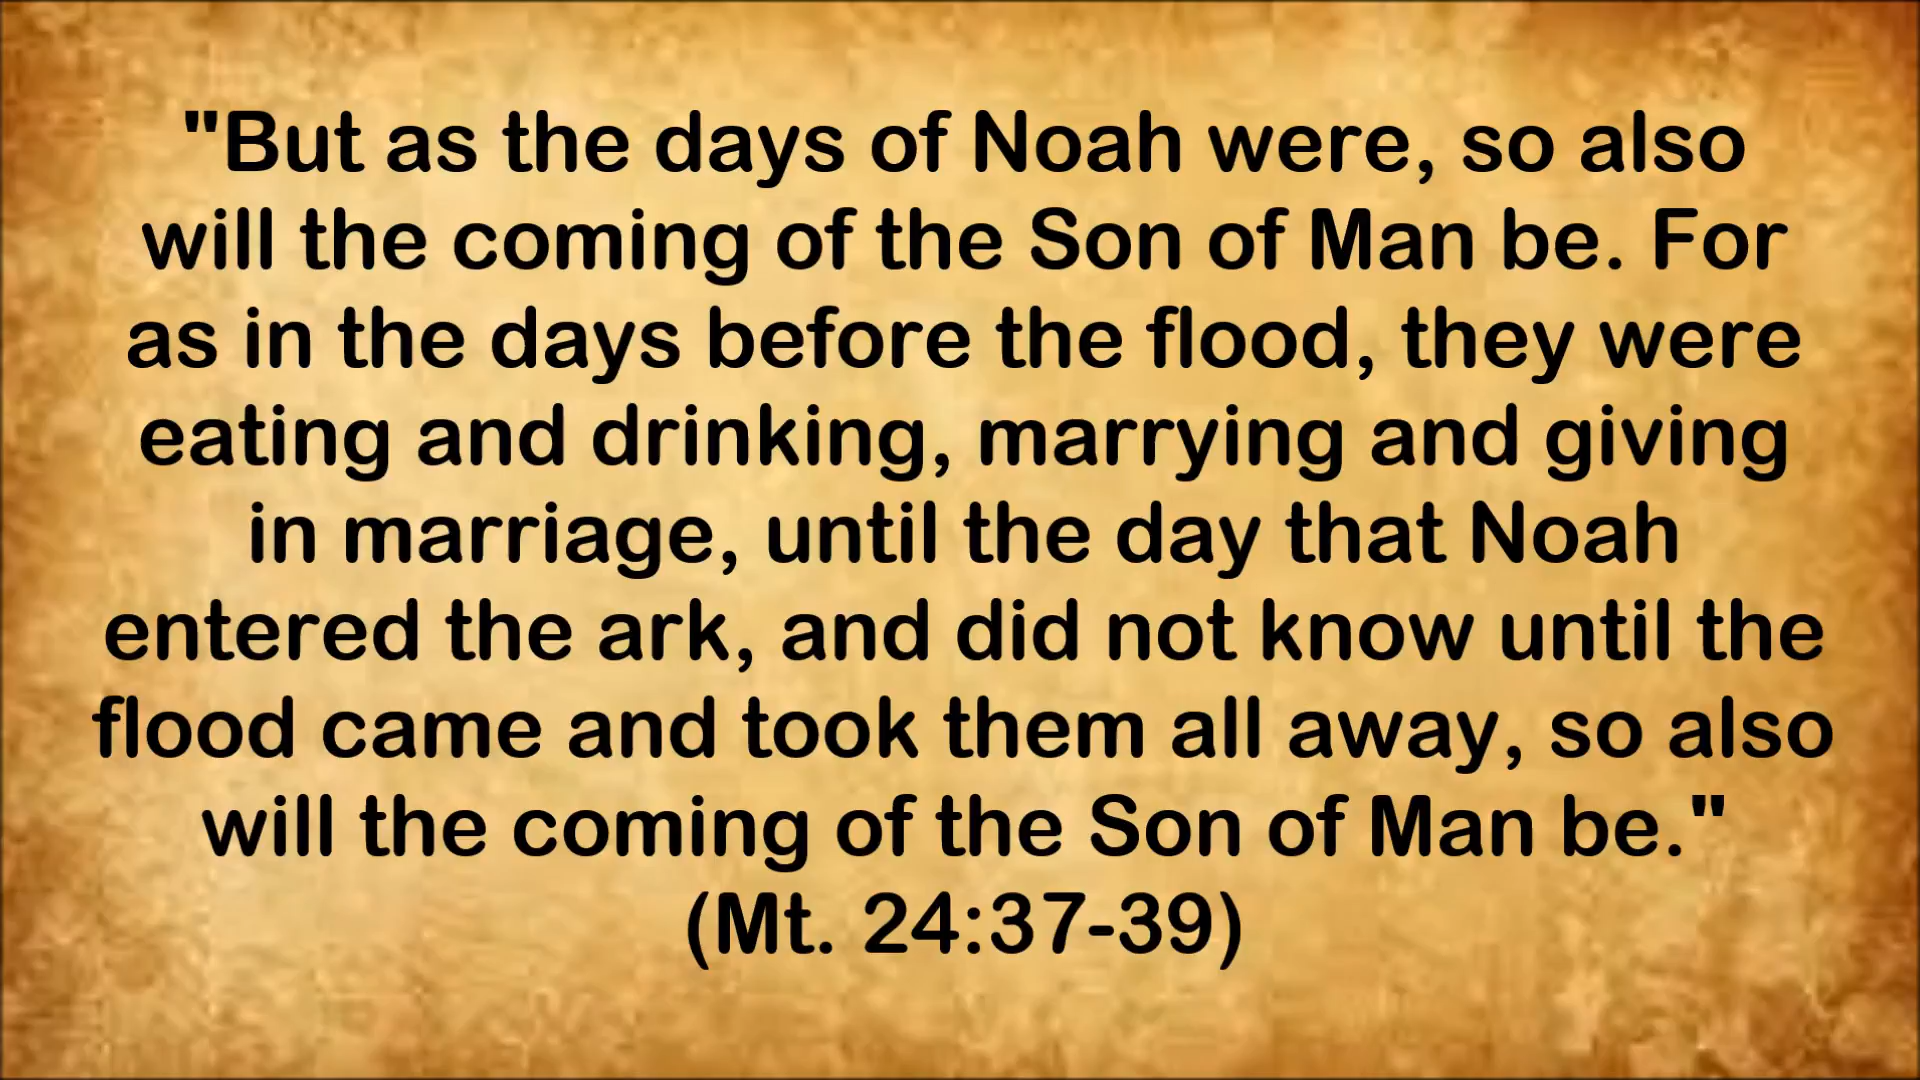 "But as the days of Noah were, so also
will the coming of the Son of Man be. For
as in the days before the flood, they were
eating and drinking, marrying and giving
in marriage, until the day that Noah
entered the ark, and did not know until the
flood came and took them all away, so also
will the coming of the Son of Man be."
(Mt. 24:37-39)